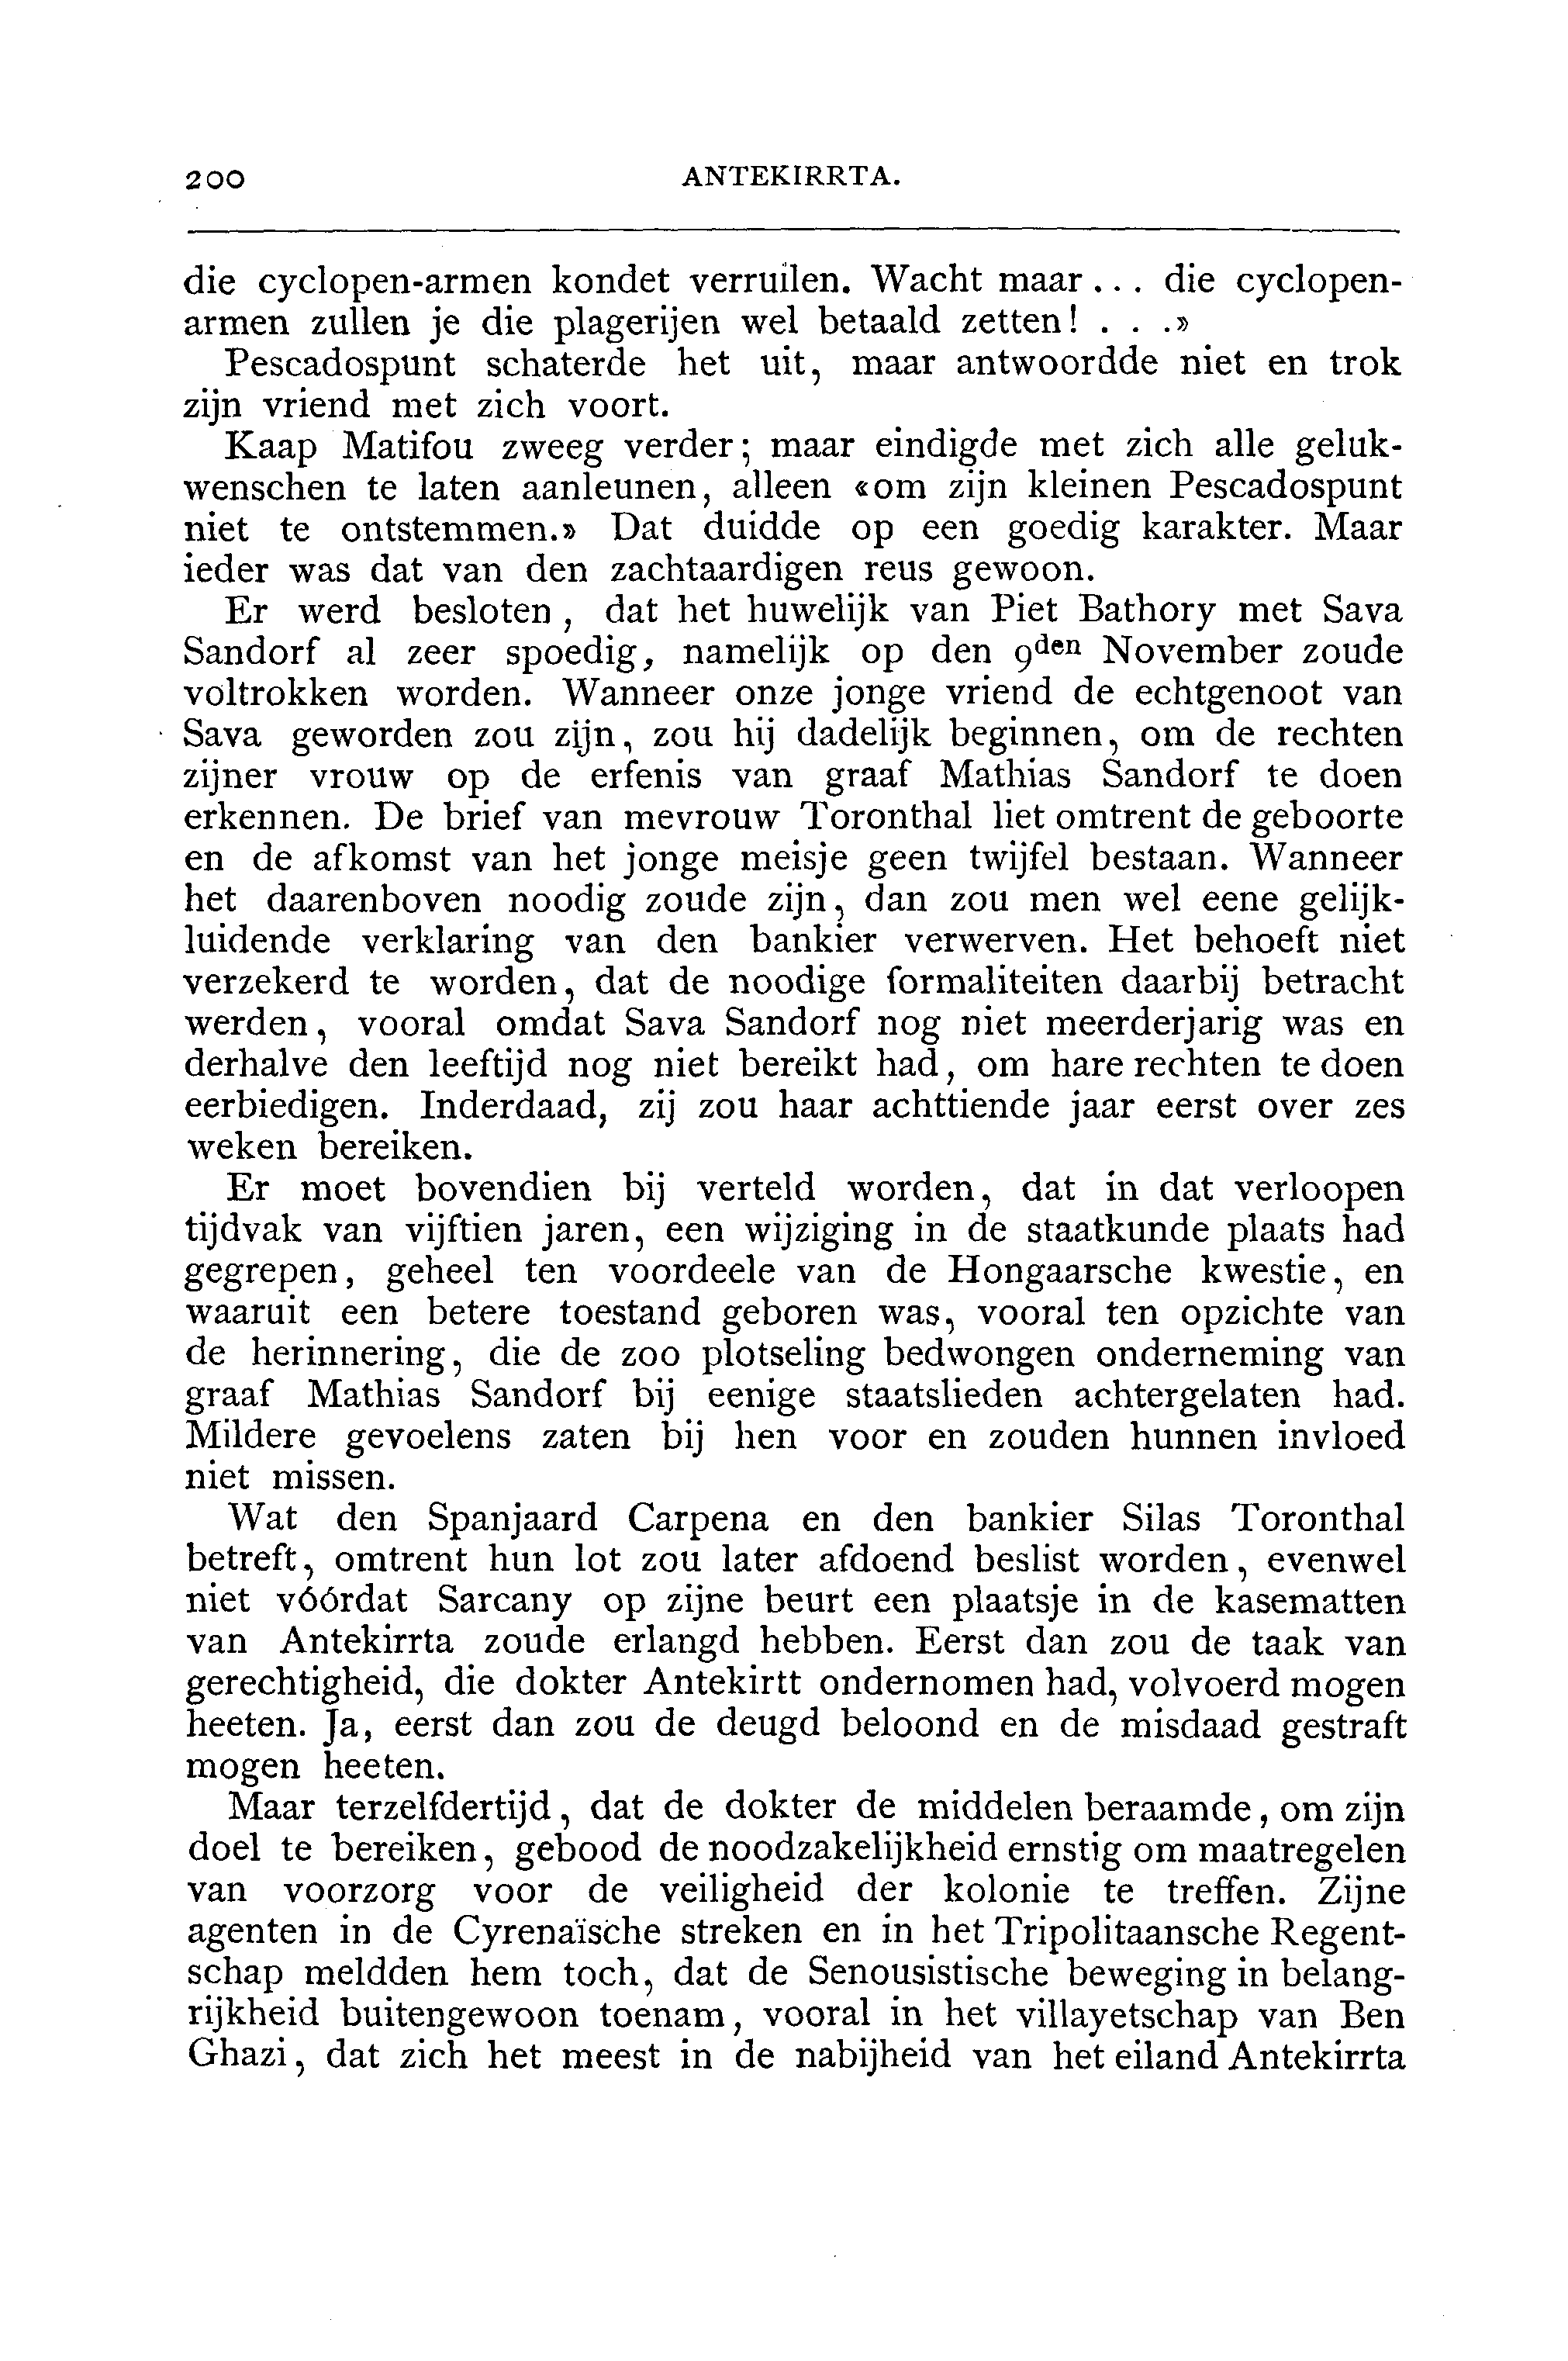 200 ANTEKIRRTA.
die cyclopen-armen kondet verruilen. Wacht maar... die cyclopen-
armen zullen je die plagerijen wel betaald zetten! . . .»
Pescadospunt schaterde het uit, maar antwoordde niet en trok
zijn vriend met zich voort.
Kaap Matifou zweeg verder; maar eindigde met zich alle geluk-
wenschen te laten aanleunen, alleen «om zijn kleinen Pescadospunt
niet te ontstemmen.» Dat duidde op een goedig karakter. Maar
ieder was dat van den zachtaardigen reus gewoon.
Er werd besloten, dat het huwelijk van Piet Bathory met Sava
Sandorf al zeer spoedig, namelijk op den 9den November zoude
voltrokken worden. Wanneer onze jonge vriend de echtgenoot van
Sava geworden zou zijn, zou hij dadelijk beginnen, om de rechten
zijner vrouw op de erfenis van graaf Mathias Sandorf te doen
erkennen. De brief van mevrouw Toronthal liet omtrent de geboorte
en de afkomst van het jonge meisje geen twijfel bestaan. Wanneer
het daarenboven noodig zoude zijn, dan zou men wel eene gelijk-
luidende verklaring van den bankier verwerven. Het behoeft niet
verzekerd te worden, dat de noodige formaliteiten daarbij betracht
werden, vooral omdat Sava Sandorf nog niet meerderjarig was en
derhalve den leeftijd nog niet bereikt had, om hare rechten te doen
eerbiedigen. Inderdaad, zij zou haar achttiende jaar eerst over zes
weken bereiken.
Er moet bovendien bij verteld worden, dat in dat verloopen
tijdvak van vijftien jaren, een wijziging in de staatkunde plaats had
gegrepen, geheel ten voordeele van de Hongaarsche kwestie, en
waaruit een betere toestand geboren was, vooral ten opzichte van
de herinnering, die de zoo plotseling bedwongen onderneming van
graaf Mathias Sandorf bij eenige staatslieden achtergelaten had.
Mildere gevoelens zaten bij hen voor en zouden hunnen invloed
niet missen.
Wat den Spanjaard Carpena en den bankier Silas Toronthal
betreft, omtrent hun lot zou later afdoend beslist worden, evenwel
niet vóórdat Sarcany op zijne beurt een plaatsje in de kasematten
van Antekirrta zoude erlangd hebben. Eerst dan zou de taak van
gerechtigheid, die dokter Antekirtt ondernomen had, volvoerd mogen
heeten. Ja, eerst dan zou de deugd beloond en de misdaad gestraft
mogen heeten.
Maar terzelfdertijd, dat de dokter de middelen beraamde, om zijn
doel te bereiken, gebood de noodzakelijkheid ernstig om maatregelen
van voorzorg voor de veiligheid der kolonie te treffen. Zijne
agenten in de Cyrenaïsche streken en in het Tripolitaansche Regent-
schap meldden hem toch, dat de Senousistische beweging in belang-
rijkheid buitengewoon toenam, vooral in het villayetschap van Ben
Ghazi, dat zich het meest in de nabijheid van het eiland Antekirrta